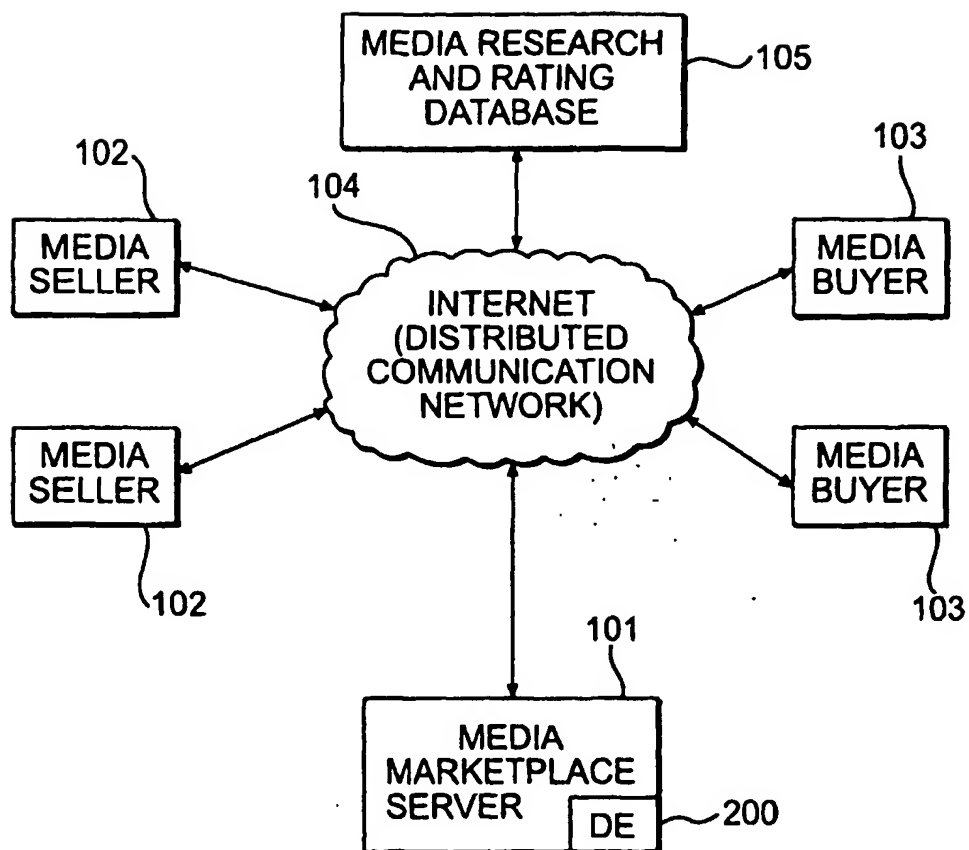 MEDIA RESEARCH
AND RATING
DATABASE
105
102
104
103
MEDIA
SELLER
INTERNET
(DISTRIBUTED
COMMUNICATION
NETWORK)
MEDIA
BUYER
MEDIA
SELLER
MEDIA
BUYER
102
103
101
MEDIA
MARKETPLACE
SERVER
DE
200